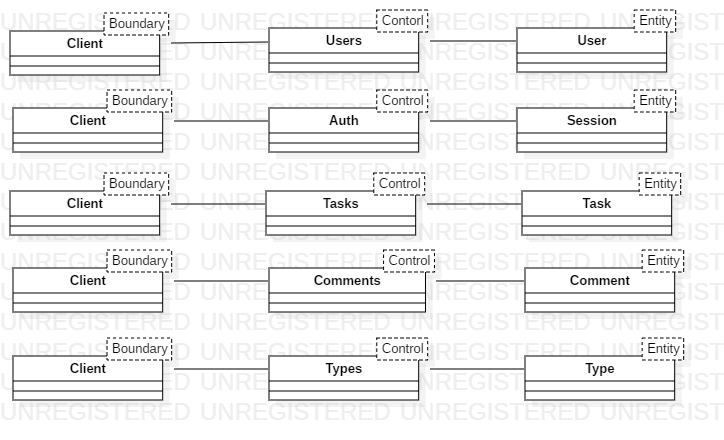 Boundary Contorl Entity
Client Users User
Boundary Control Entity
Client Auth Session
Boundary Control Entity
Client Tasks Task
Boundary Control Entity
Client Comments Comment
Boundary Control Entity
Client Types Type
UNREGISTERED UNREGISTERED UNREGISTERED UNREGIST